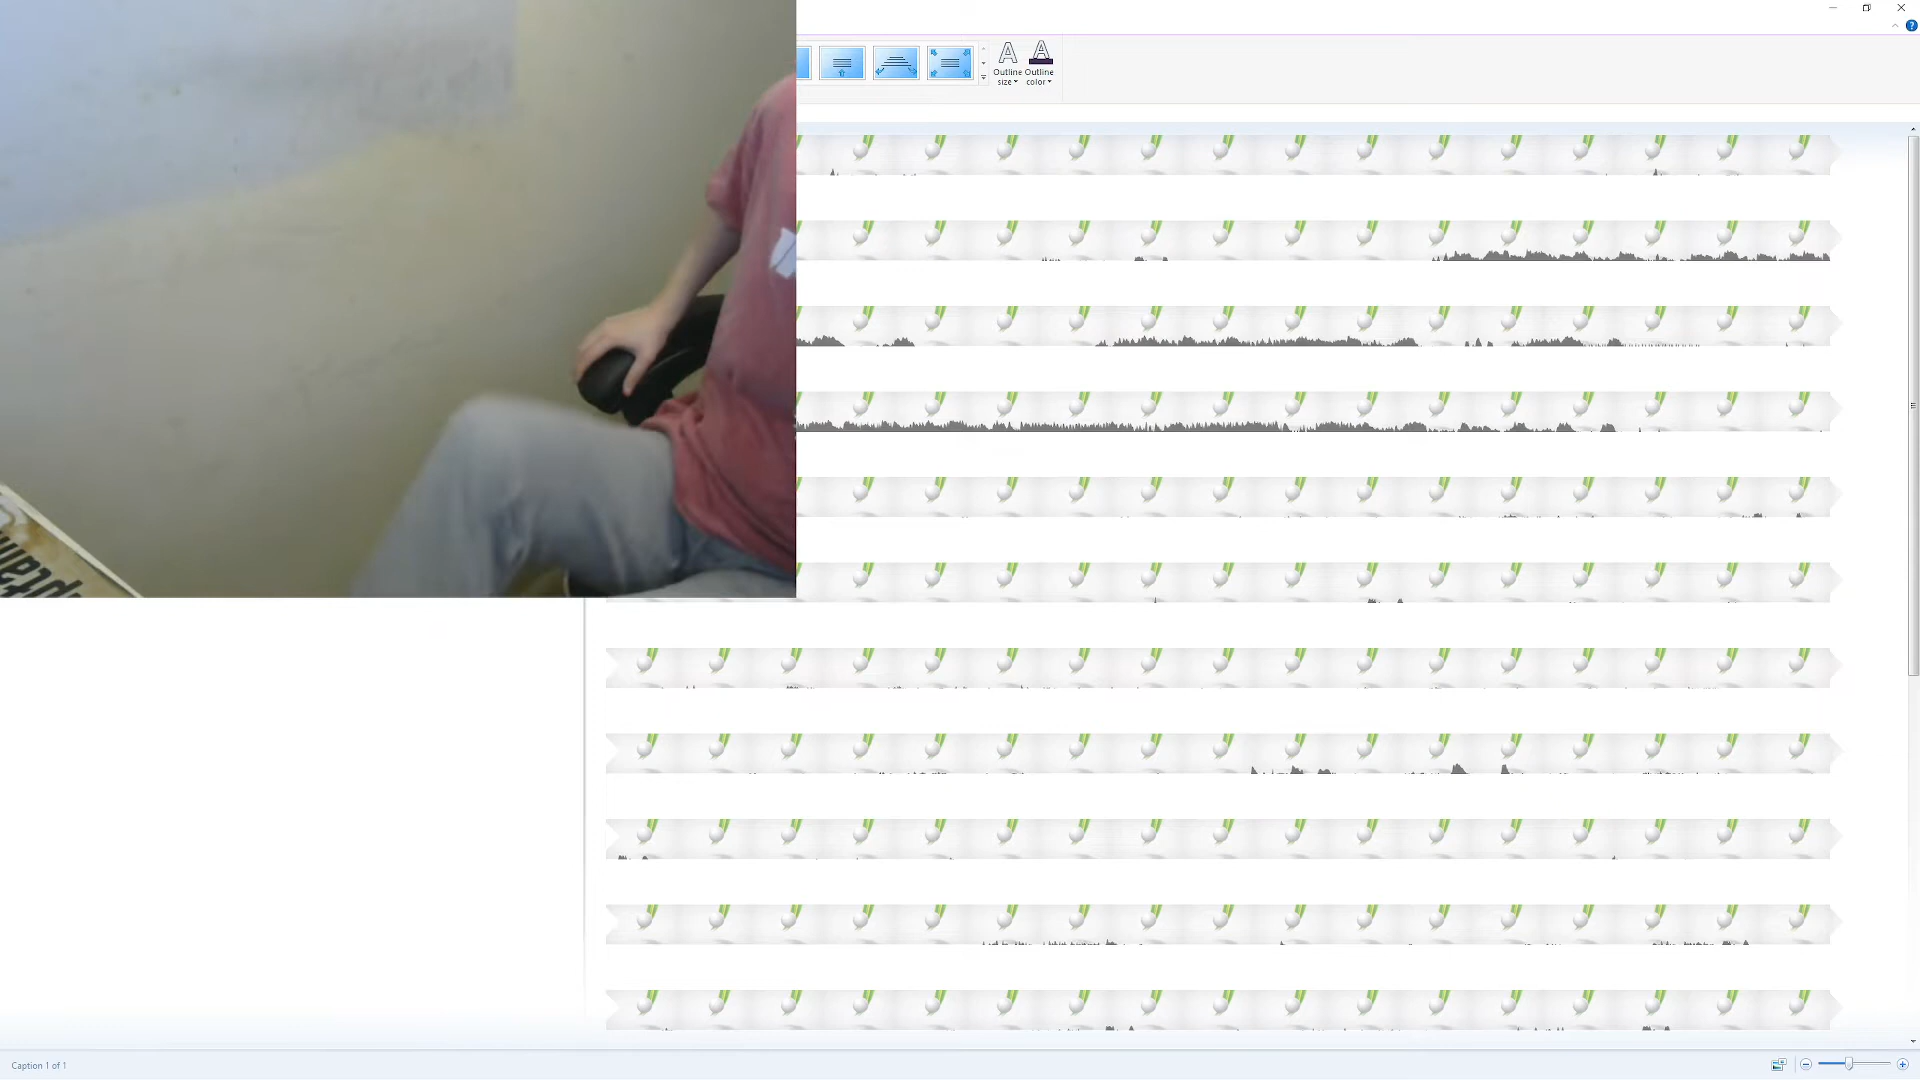 Outline Outline
size color
Caption 1 of 1